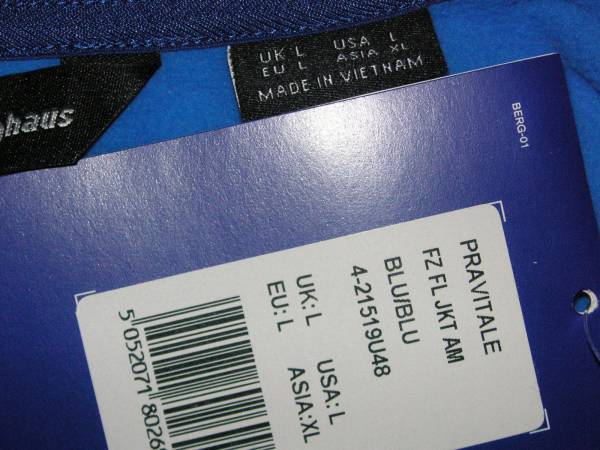 UK L USA L
EU L ASIA XL
MADE IN VIETNAM
haus
BERG-01
PRAVITALE
FZ FL JKT AM
BLU/BLU
4-21519U48
UK: L USA: L
EU: L ASIA:XL
5 052071 8026